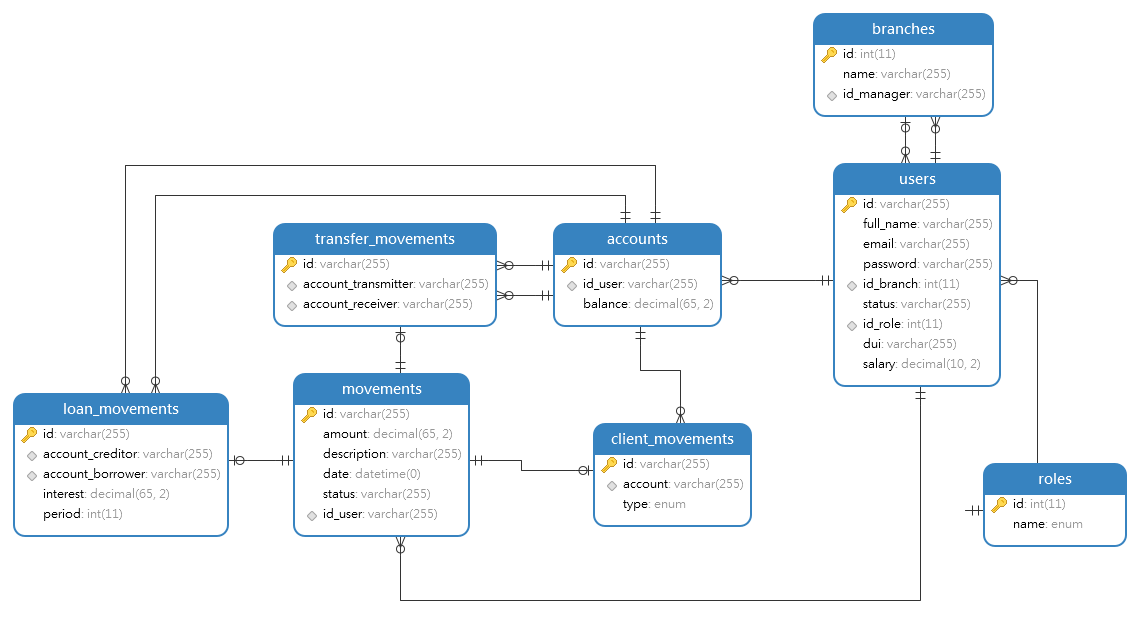 branches
id: int(11)
name: varchar(255)
id_manager: varchar(255)
users
id: varchar(255)
full_name: varchar(255)
email: varchar(255)
password: varchar(255)
id_branch: int(11)
status: varchar(255)
id_role: int(11)
dui: varchar(255)
salary: decimal(10, 2)
transfer_movements
id: varchar(255)
account_transmitter: varchar(255)
account_receiver: varchar(255)
accounts
id: varchar(255)
id_user: varchar(255)
balance: decimal(65, 2)
loan_movements
id: varchar(255)
account_creditor: varchar(255)
account_borrower: varchar(255)
interest: decimal(65, 2)
period: int(11)
movements
id: varchar(255)
amount: decimal(65, 2)
description: varchar(255)
date: datetime(0)
status: varchar(255)
id_user: varchar(255)
client_movements
id: varchar(255)
account: varchar(255)
type: enum
roles
id: int(11)
name: enum